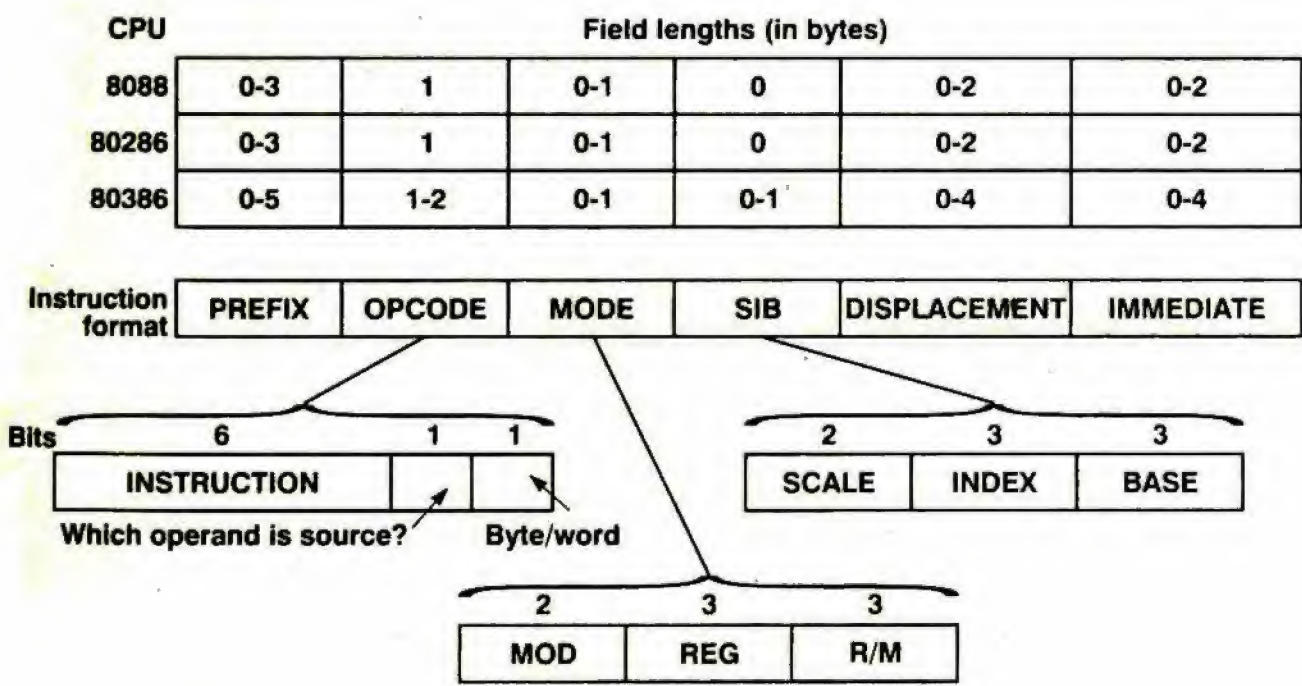 CPU Field lengths (in bytes)
8088 0-3 1 0-1 0 0-2 0-2
80286 0-3 1 0-1 0 0-2 0-2
80386 0-5 1-2 0-1 0-1 0-4 0-4
Instruction
format PREFIX OPCODE MODE SIB DISPLACEMENT IMMEDIATE
Bits 6 1 1
INSTRUCTION
Which operand is source? Byte/word
2 3 3
SCALE INDEX BASE
2 3 3
MOD REG R/M